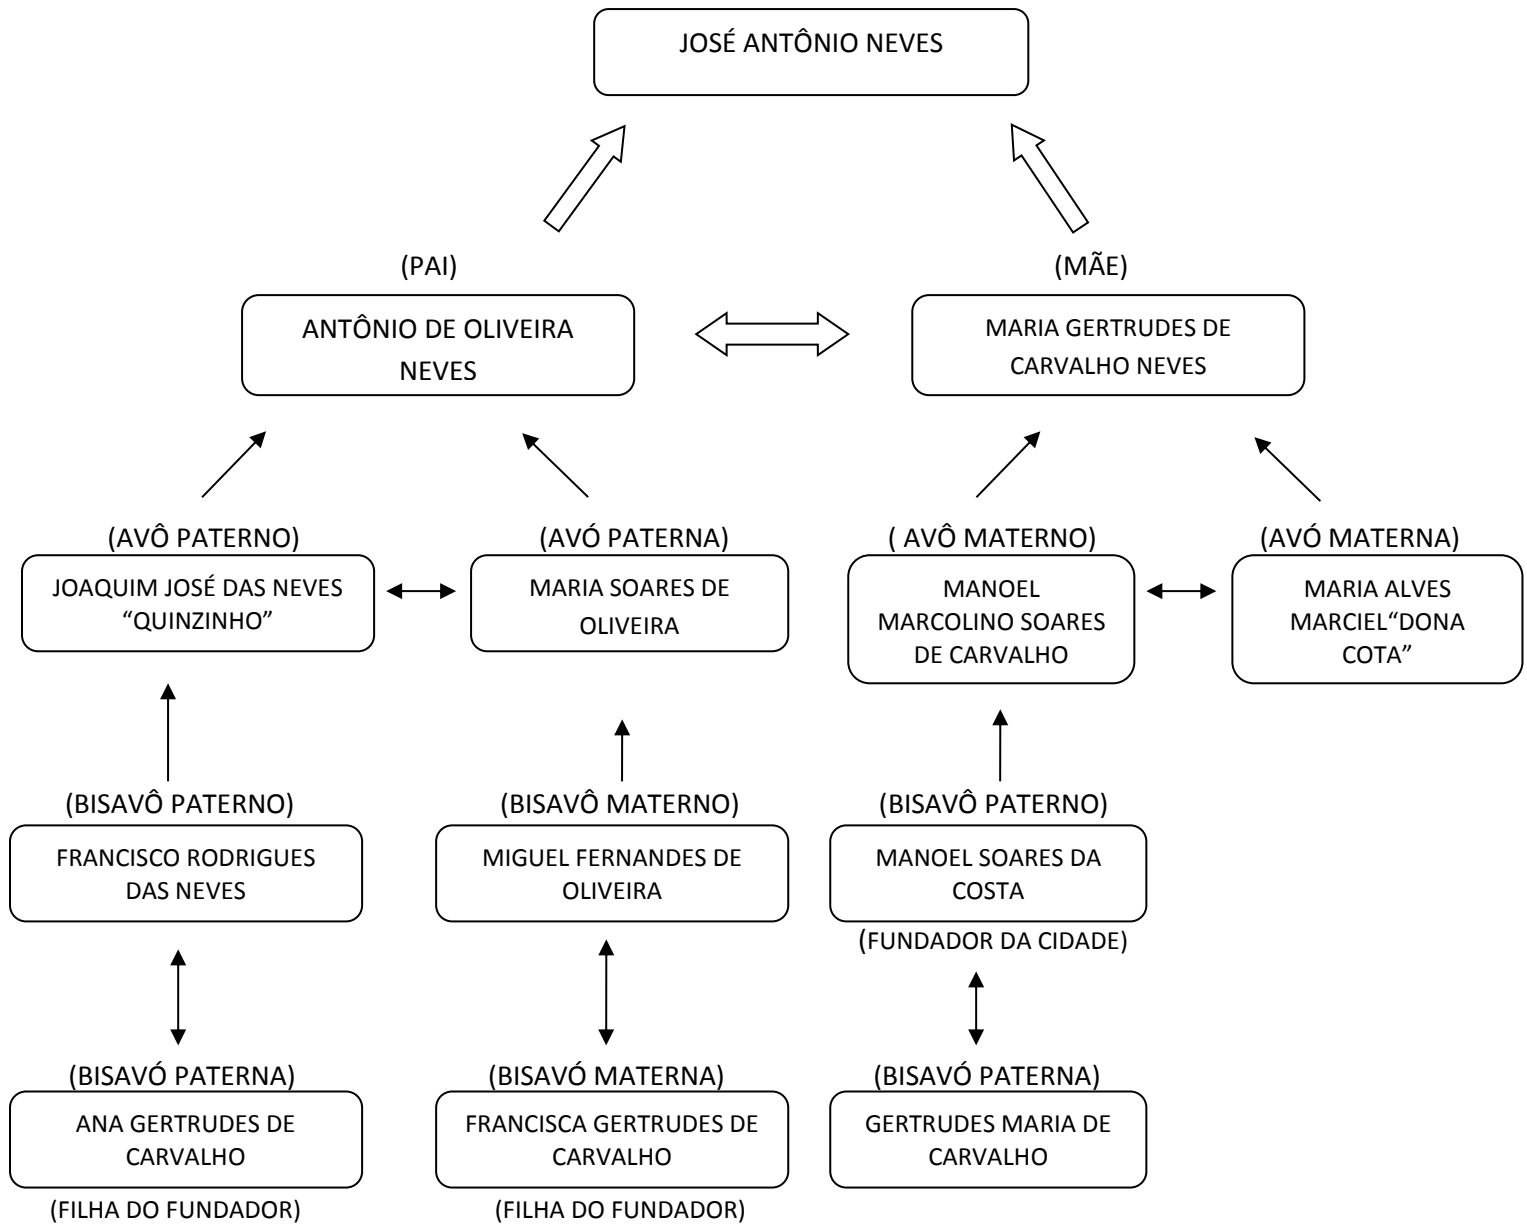 JOSÉ ANTÔNIO NEVES
(PAI)
(MÃE)
ANTÔNIO DE OLIVEIRA
NEVES
MARIA GERTRUDES DE
CARVALHO NEVES
(AVÔ PATERNO)
(AVÓ PATERNA)
( AVÔ MATERNO)
(AVÓ MATERNA)
JOAQUIM JOSÉ DAS NEVES
“QUINZINHO”
MARIA SOARES DE
OLIVEIRA
MANOEL
MARCOLINO SOARES
DE CARVALHO
MARIA ALVES
MARCIEL“DONA
COTA”
(BISAVÔ PATERNO)
(BISAVÔ MATERNO)
(BISAVÔ PATERNO)
FRANCISCO RODRIGUES
DAS NEVES
MIGUEL FERNANDES DE
OLIVEIRA
MANOEL SOARES DA
COSTA
(FUNDADOR DA CIDADE)
(BISAVÓ PATERNA)
(BISAVÓ MATERNA)
(BISAVÓ PATERNA)
ANA GERTRUDES DE
CARVALHO
FRANCISCA GERTRUDES DE
CARVALHO
GERTRUDES MARIA DE
CARVALHO
(FILHA DO FUNDADOR)
(FILHA DO FUNDADOR)